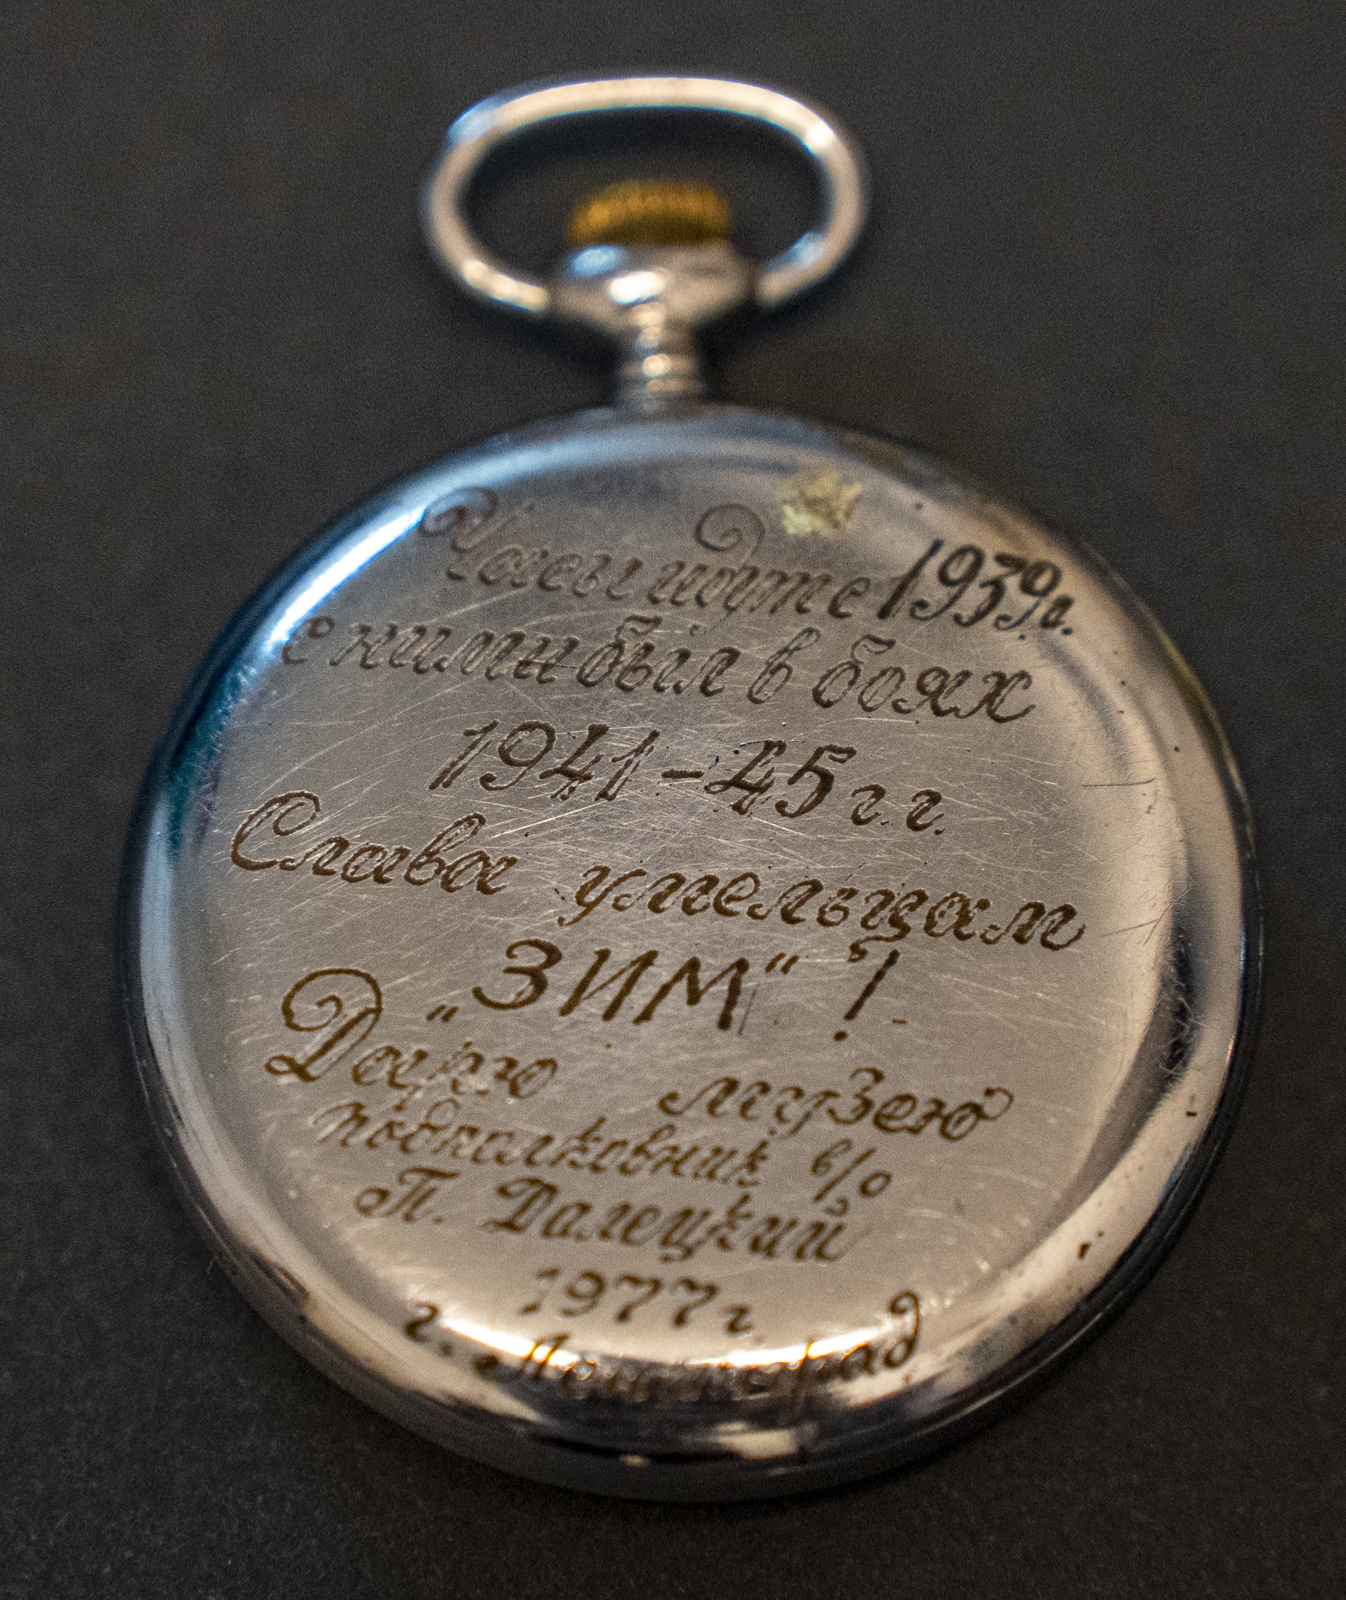 Часы идут с 1939г.
с ними был в боях
1941-45гг.
Слава умельцам
„ЗИМ“!
Дарю музею
подполковник в/о
П. Далецкий
1977г.
г. Ленинград